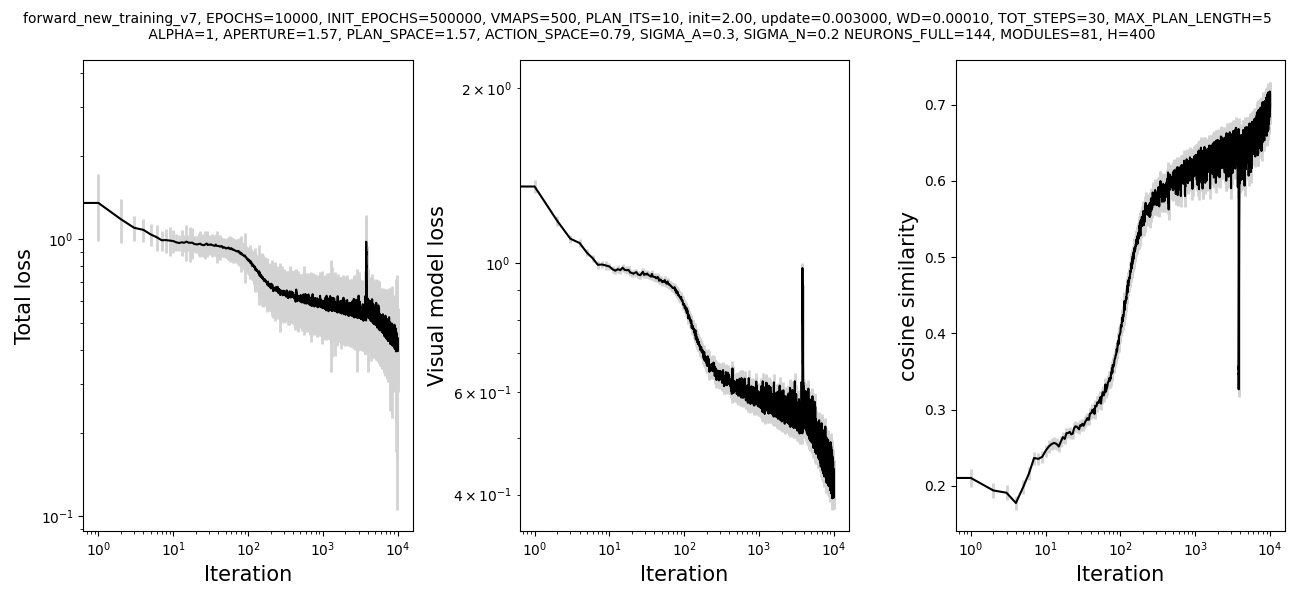 forward_new_training_v7, EPOCHS=10000, INIT_EPOCHS=500000, VMAPS=500, PLAN_ITS=10, init=2.00, update=0.003000, WD=0.00010, TOT_STEPS=30, MAX_PLAN_LENGTH=5
ALPHA=1, APERTURE=1.57, PLAN_SPACE=1.57, ACTION_SPACE=0.79, SIGMA_A=0.3, SIGMA_N=0.2 NEURONS_FULL=144, MODULES=81, H=400
Total loss
10⁰
10⁻¹
10⁰ 10¹ 10² 10³ 10⁴
Iteration
Visual model loss
2 × 10⁰
10⁰
6 × 10⁻¹
4 × 10⁻¹
10⁰ 10¹ 10² 10³ 10⁴
Iteration
cosine similarity
0.7
0.6
0.5
0.4
0.3
0.2
10⁰ 10¹ 10² 10³ 10⁴
Iteration